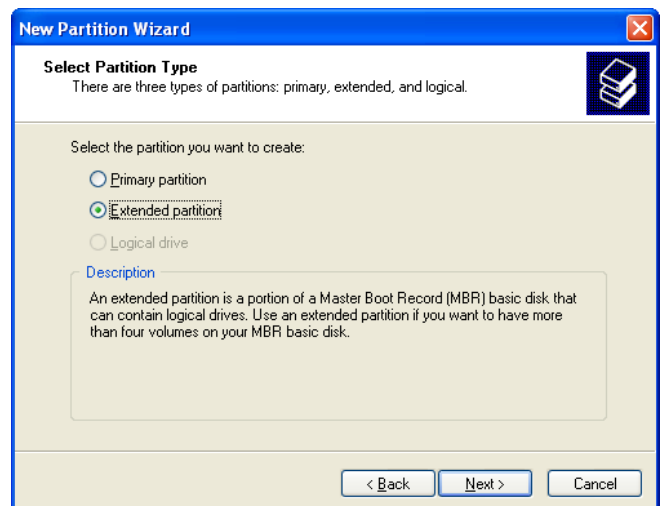 New Partition Wizard
Select Partition Type
There are three types of partitions: primary, extended, and logical.
Select the partition you want to create:
Primary partition
Extended partition
Logical drive
Description
An extended partition is a portion of a Master Boot Record (MBR) basic disk that
can contain logical drives. Use an extended partition if you want to have more
than four volumes on your MBR basic disk.
< Back
Next >
Cancel